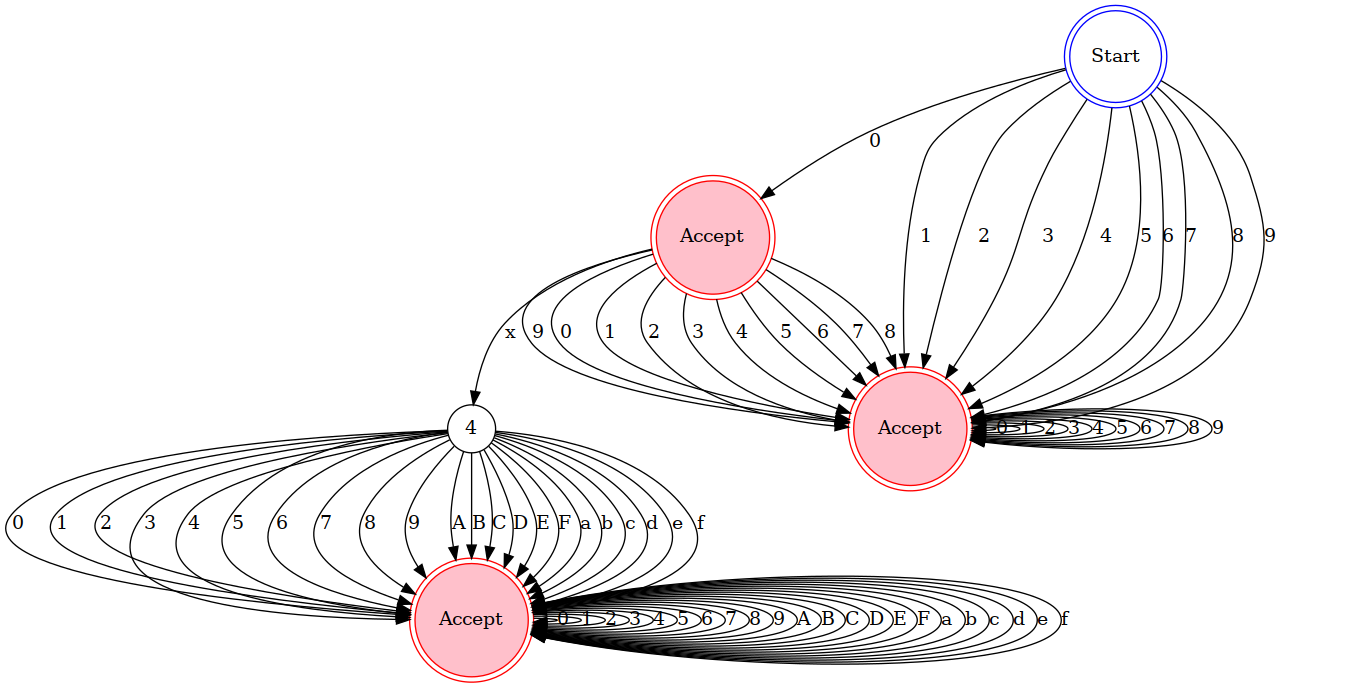 Start
0
Accept
1 2 3 4 5 6 7 8 9
x 9 0 1 2 3 4 5 6 7 8
4
Accept
0 1 2 3 4 5 6 7 8 9
0 1 2 3 4 5 6 7 8 9 A B C D E F a b c d e f
Accept
0 1 2 3 4 5 6 7 8 9 A B C D E F a b c d e f